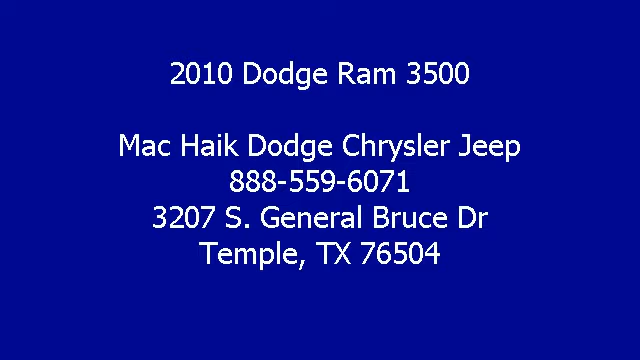 2010 Dodge Ram 3500
Mac Haik Dodge Chrysler Jeep
888-559-6071
3207 S. General Bruce Dr
Temple, TX 76504